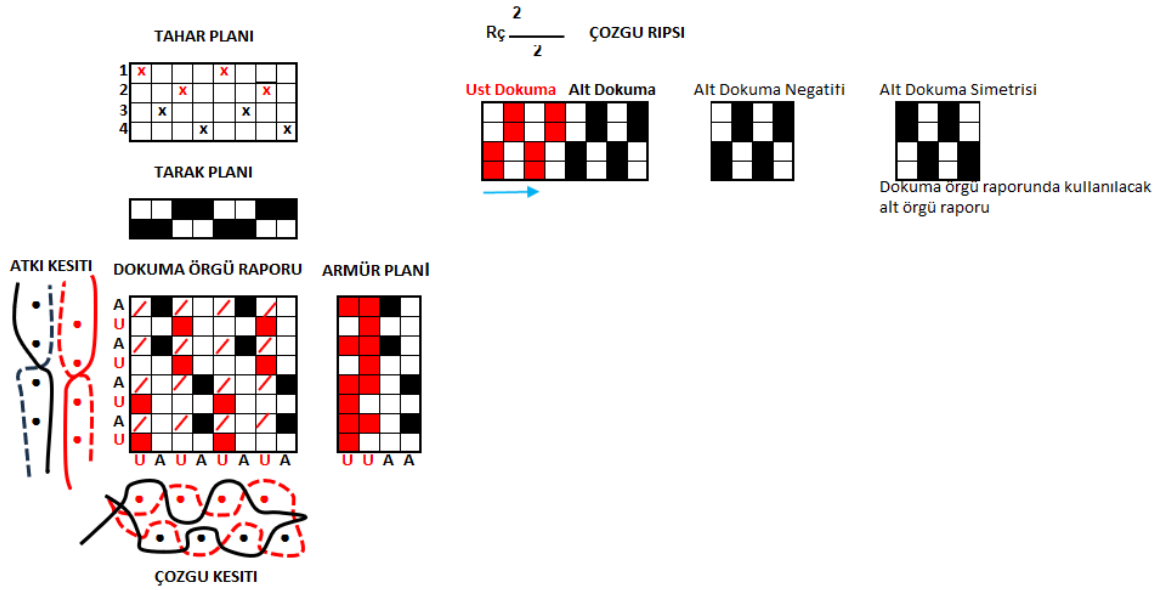 TAHAR PLANI
1 x x
2 x x
3 x x
4 x x
TARAK PLANI
ATKI KESITI
DOKUMA ÖRGÜ RAPORU
A
U
A
U
A
U
A
U
U A U A U A U A
ARMÜR PLANİ
U U A A
ÇOZGU KESITI
2
Rç
2
ÇOZGU RIPSI
Ust Dokuma Alt Dokuma
Alt Dokuma Negatiti
Alt Dokuma Simetrisi
Dokuma örgü raporunda kullanılacak
alt örgü raporu